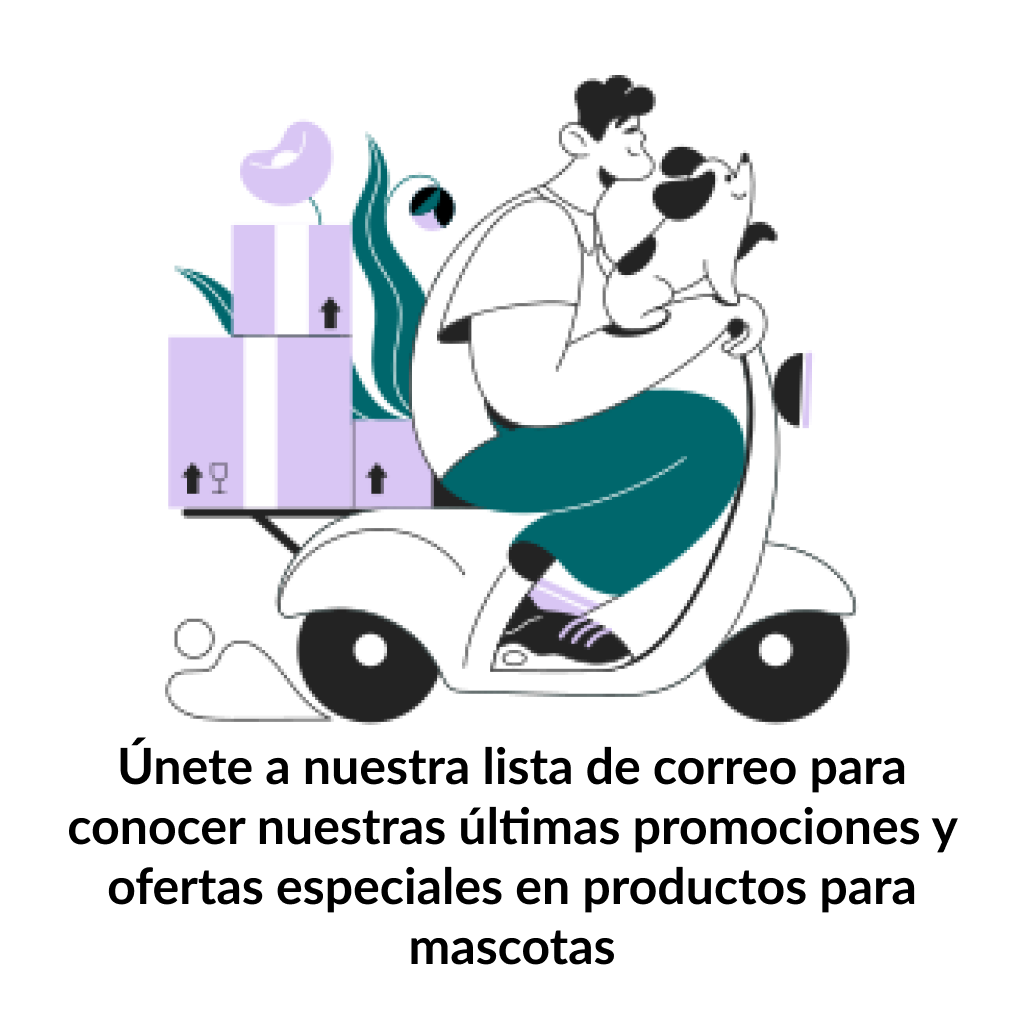 Únete a nuestra lista de correo para
conocer nuestras últimas promociones y
ofertas especiales en productos para
mascotas